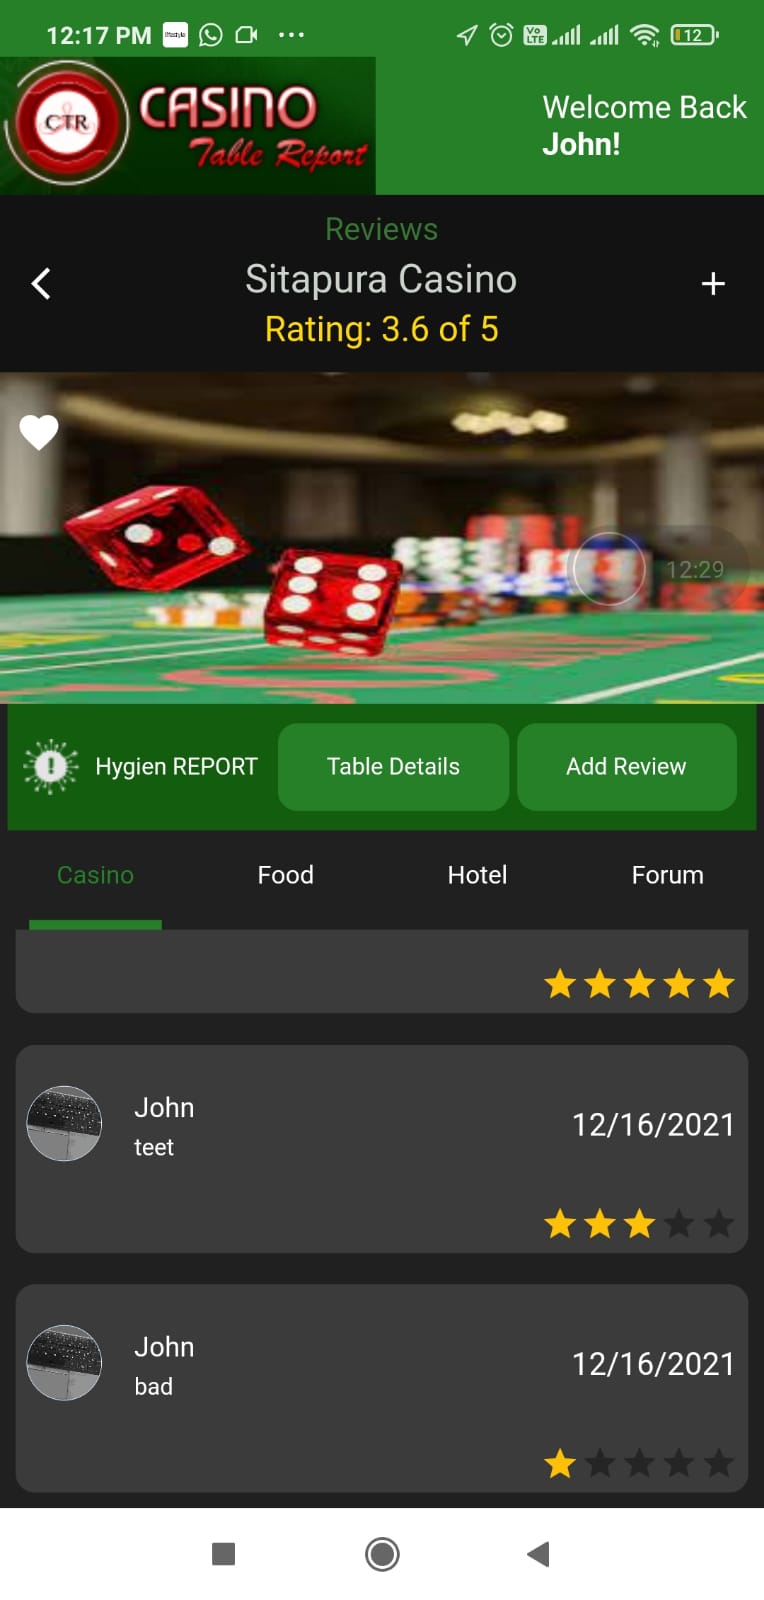 12:17 PM
VO
LTE
12
CTR
CASINO
Table Report
Welcome Back
John!
Reviews
Sitapura Casino
+
Rating: 3.6 of 5
12:29
Hygien REPORT
Table Details
Add Review
Casino
Food
Hotel
Forum
John
12/16/2021
teet
John
12/16/2021
bad